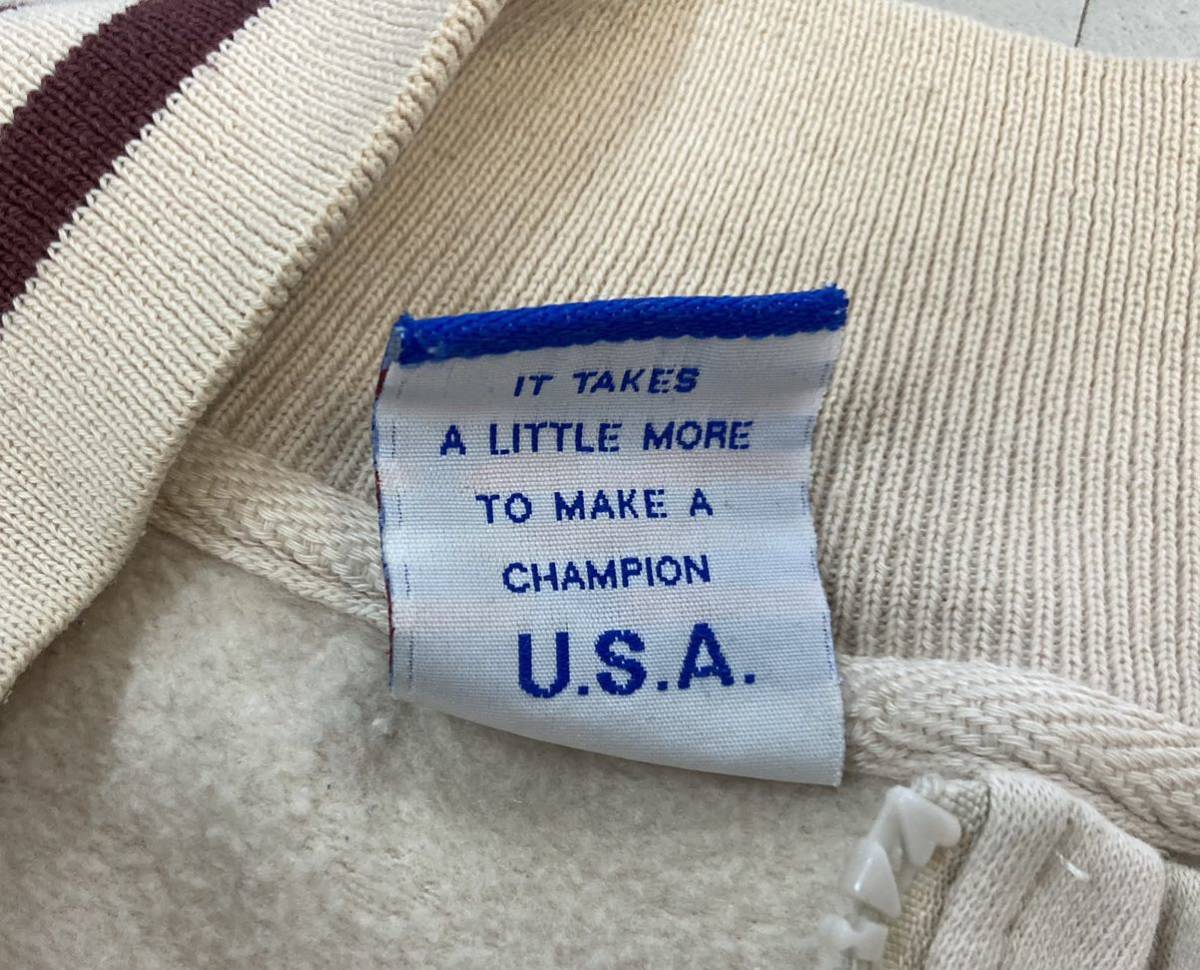 IT TAKES
A LITTLE MORE
TO MAKE A
CHAMPION
U.S.A.